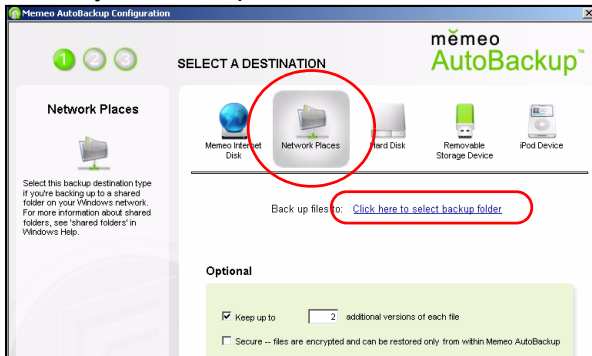 Memeo AutoBackup Configuration
1 2 3
SELECT A DESTINATION
měmeo
AutoBackup™
Network Places
Select this backup destination type
if you're backing up to a shared
folder on your Windows network.
For more information about shared
folders, see 'shared folders' in
Windows Help.
Memeo Internet
Disk
Network Places
Hard Disk
Removable
Storage Device
iPod Device
Back up files to: Click here to select backup folder
Optional
Keep up to 2 additional versions of each file
Secure -- files are encrypted and can be restored only from within Memeo AutoBackup